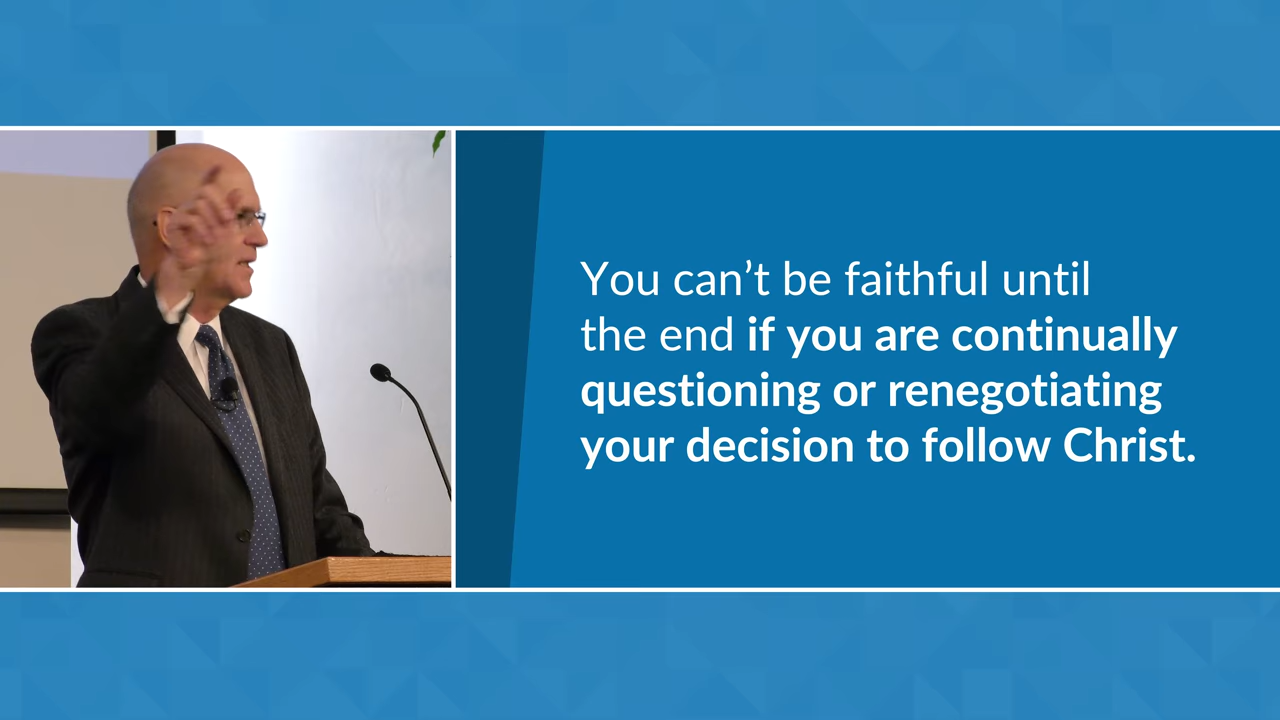 You can’t be faithful until
the end if you are continually
questioning or renegotiating
your decision to follow Christ.